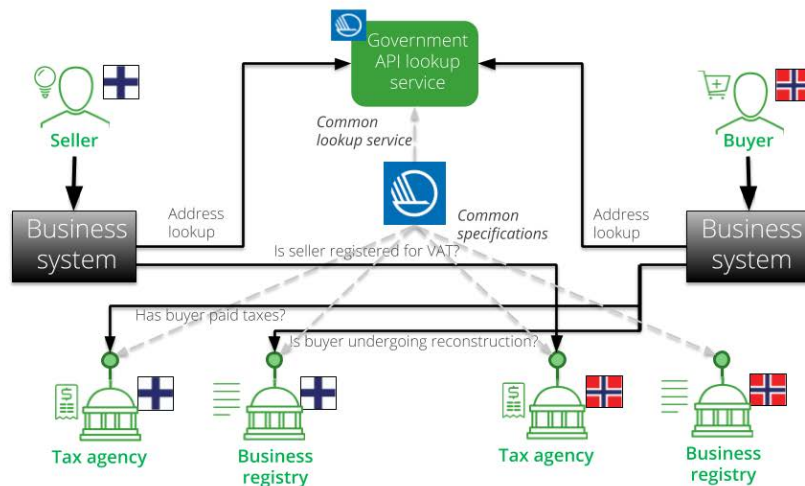 Government
API lookup
service
Seller
Common
lookup service
Buyer
Business
system
Address
lookup
Common
specifications
Address
lookup
Business
system
Is seller registered for VAT?
Has buyer paid taxes?
Is buyer undergoing reconstruction?
Tax agency
Business
registry
Tax agency
Business
registry